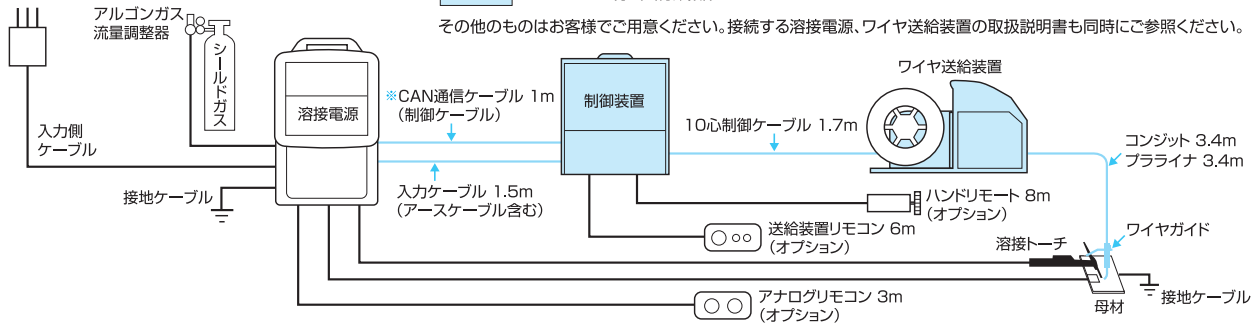 その他のものはお客様でご用意ください。接続する溶接電源、ワイヤ送給装置の取扱説明書も同時にご参照ください。
アルゴンガス
流量調整器
シールドガス
入力側
ケーブル
接地ケーブル
溶接電源
※CAN通信ケーブル 1m
(制御ケーブル)
入力ケーブル 1.5m
(アースケーブル含む)
制御装置
10心制御ケーブル 1.7m
ワイヤ送給装置
コンジット 3.4m
プラライナ 3.4m
ハンドリモート 8m
(オプション)
送給装置リモコン 6m
(オプション)
溶接トーチ
ワイヤガイド
アナログリモコン 3m
(オプション)
母材
接地ケーブル